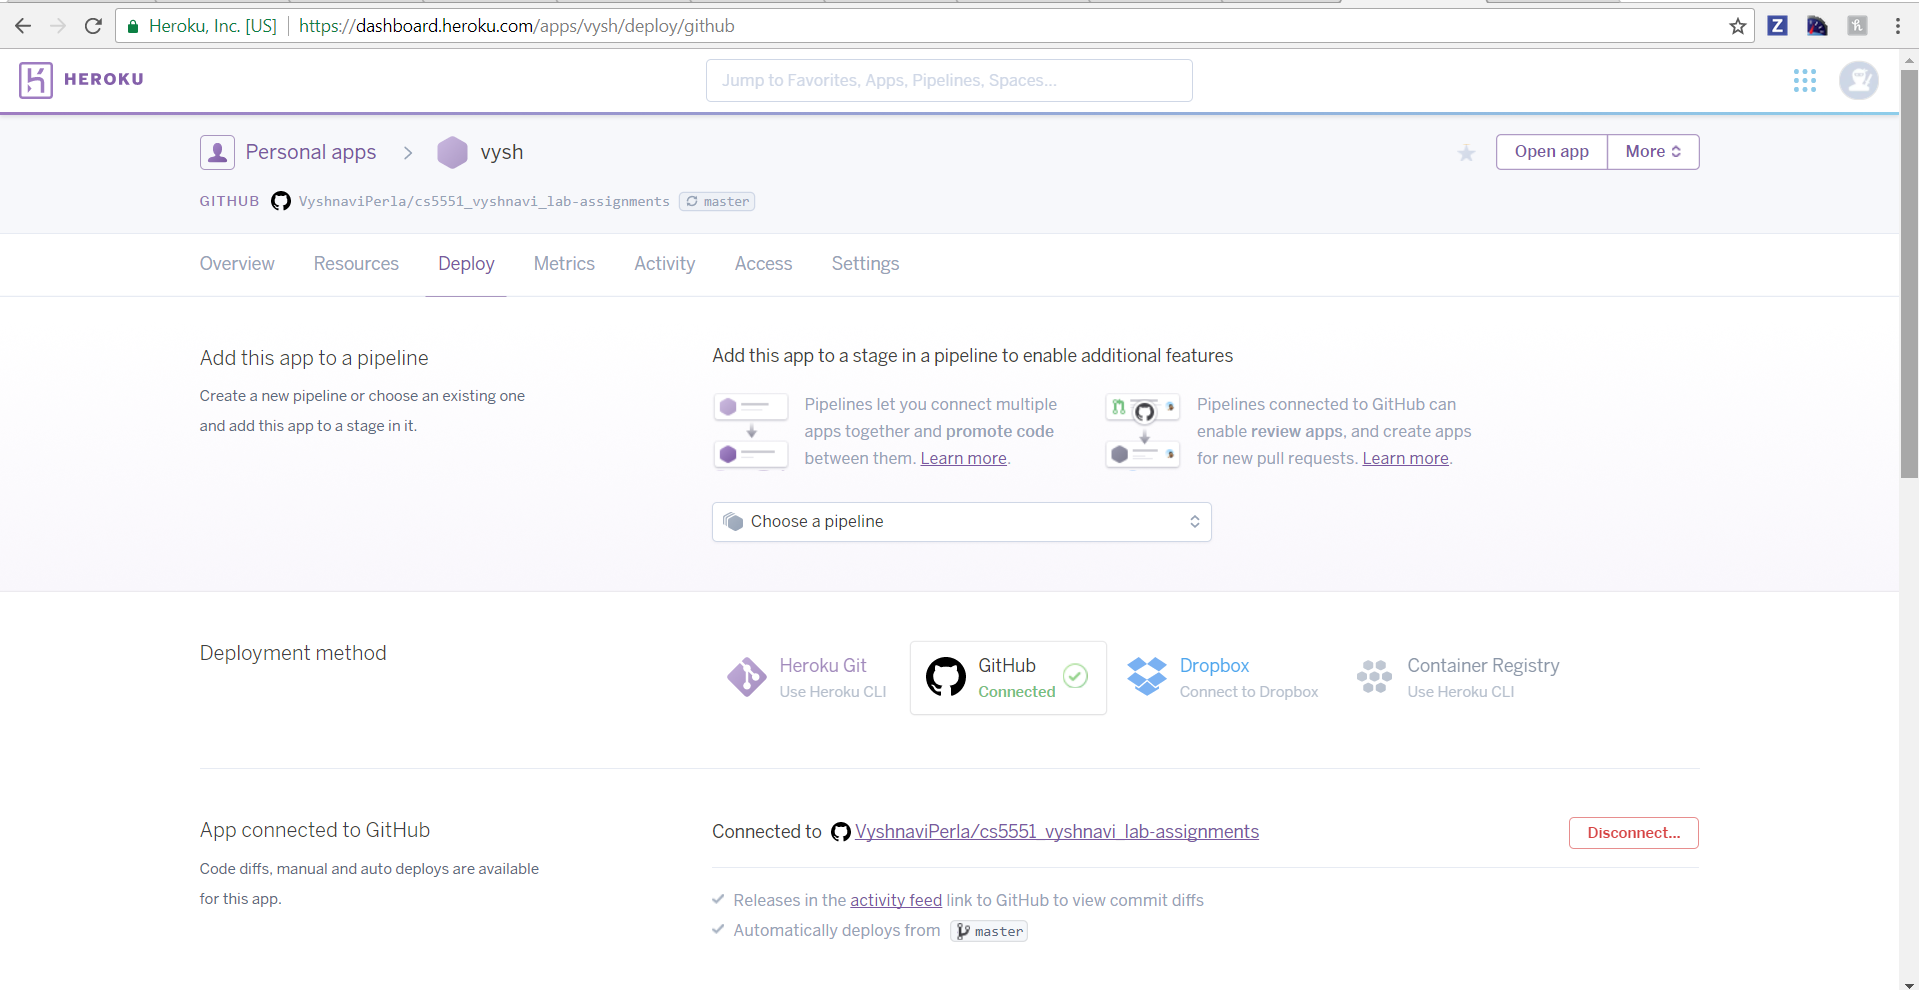 Heroku, Inc. [US] https://dashboard.heroku.com/apps/vysh/deploy/github
HEROKU
Jump to Favorites, Apps, Pipelines, Spaces...
Personal apps
vysh
Open app
More
GITHUB VyshnaviPerla/cs5551_vyshnavi_lab-assignments master
Overview Resources Deploy Metrics Activity Access Settings
Add this app to a pipeline
Create a new pipeline or choose an existing one
and add this app to a stage in it.
Add this app to a stage in a pipeline to enable additional features
Pipelines let you connect multiple
apps together and promote code
between them. Learn more.
Pipelines connected to GitHub can
enable review apps, and create apps
for new pull requests. Learn more.
Choose a pipeline
Deployment method
Heroku Git
Use Heroku CLI
GitHub
Connected
Dropbox
Connect to Dropbox
Container Registry
Use Heroku CLI
App connected to GitHub
Code diffs, manual and auto deploys are available
for this app.
Connected to VyshnaviPerla/cs5551_vyshnavi_lab-assignments
Disconnect...
Releases in the activity feed link to GitHub to view commit diffs
Automatically deploys from master